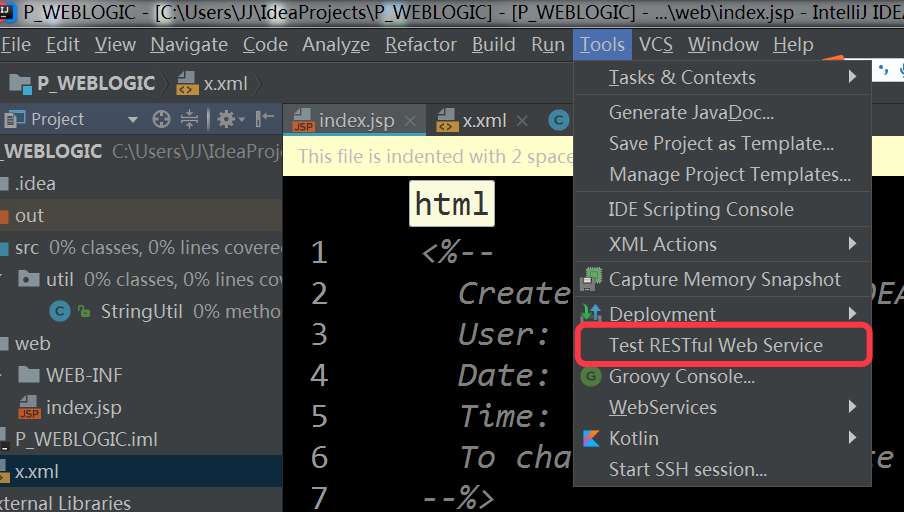 P_WEBLOGIC - [C:\Users\JJ\IdeaProjects\P_WEBLOGIC] - [P_WEBLOGIC] - ...\web\index.jsp - IntelliJ IDEA
File Edit View Navigate Code Analyze Refactor Build Run Tools VCS Window Help
P_WEBLOGIC x.xml
Project
index.jsp x.xml
_WEBLOGIC C:\Users\JJ\IdeaProj
This file is indented with 2 space
.idea
out
src 0% classes, 0% lines covere
util 0% classes, 0% lines cov
StringUtil 0% metho
web
WEB-INF
index.jsp
P_WEBLOGIC.iml
x.xml
xternal Libraries
html
1 <%--
2 Create DEA
3 User:
4 Date:
5 Time:
6 To cha te
7 --%>
Tasks & Contexts
Generate JavaDoc...
Save Project as Template...
Manage Project Templates...
IDE Scripting Console
XML Actions
Capture Memory Snapshot
Deployment
Test RESTful Web Service
Groovy Console...
WebServices
Kotlin
Start SSH session...